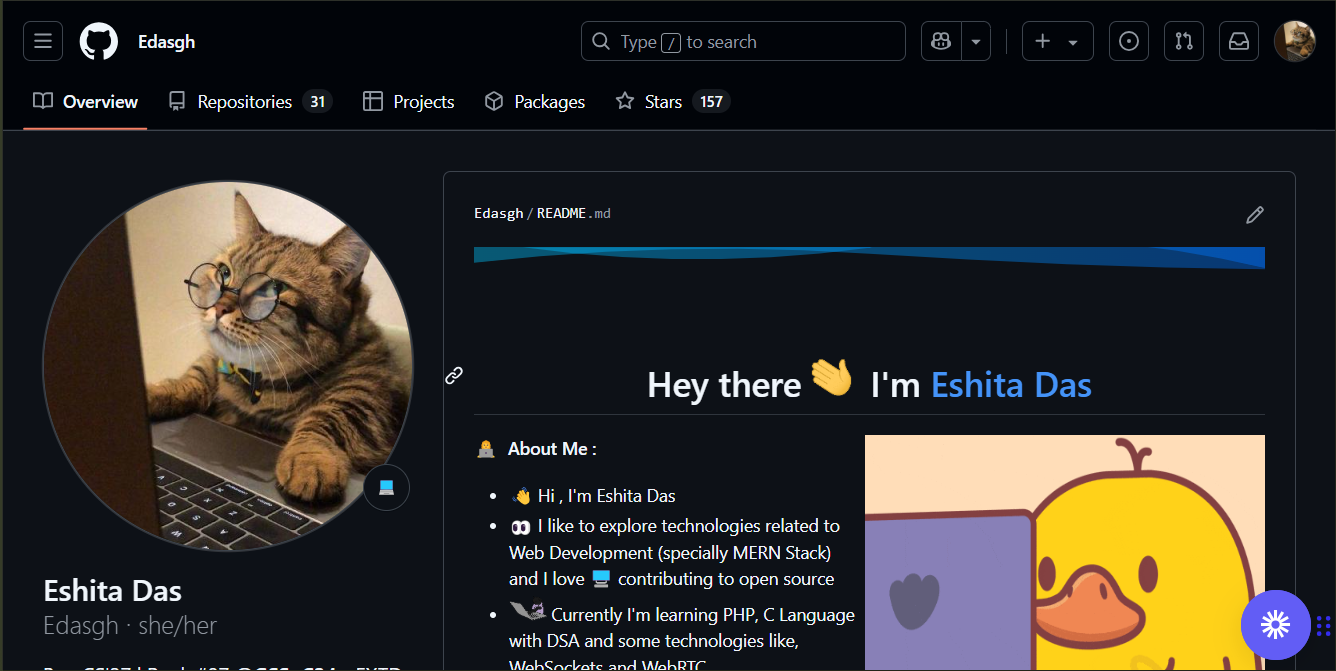 Edasgh
Type / to search
Overview
Repositories 31
Projects
Packages
Stars 157
Edasgh/README.md
Hey there 👋 I'm Eshita Das
About Me :
👋 Hi , I'm Eshita Das
👀 I like to explore technologies related to
Web Development (specially MERN Stack)
and I love 💻 contributing to open source
Currently I'm learning PHP, C Language
with DSA and some technologies like,
WebSockets and WebRTC
Eshita Das
Edasgh · she/her